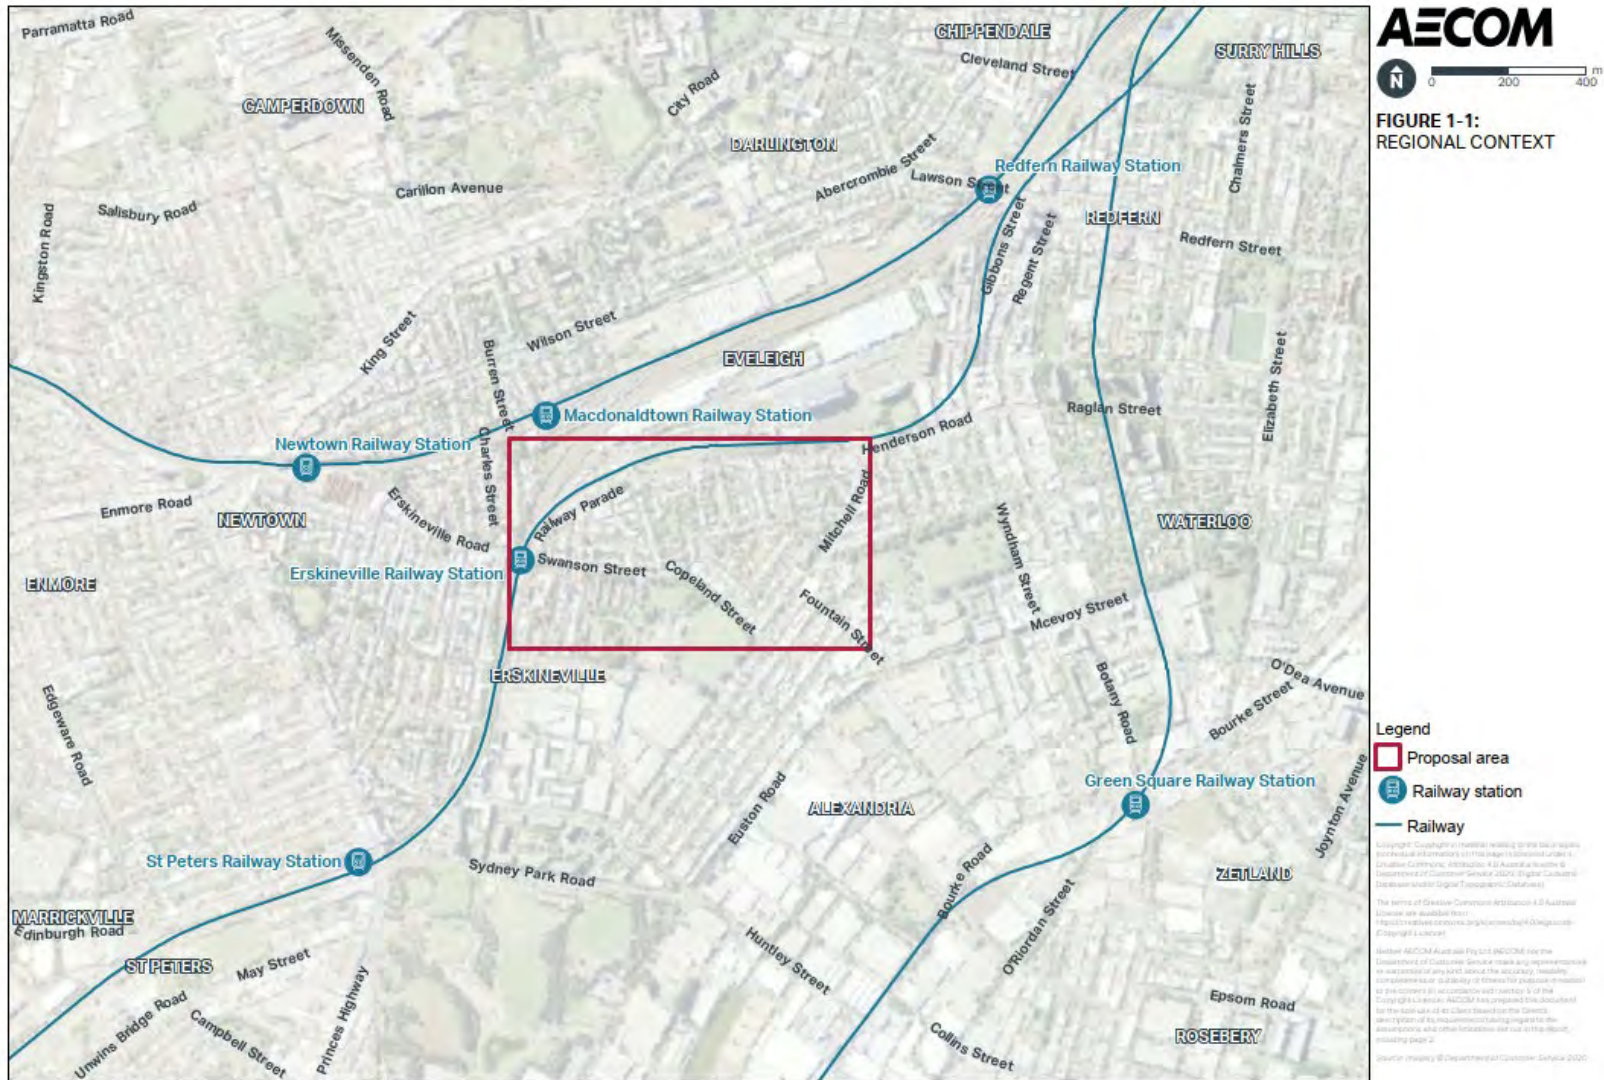 Parramatta Road
Missenden Road
CAMPERDOWN
City Road
CHIPPENDALE
Cleveland Street
SURRY HILLS
DARLINGTON
Abercrombie Street
Lawson Street
Redfern Railway Station
Chalmers Street
Carillon Avenue
Salisbury Road
Kingston Road
REDFERN
Redfern Street
Gibbons Street
Regent Street
King Street
Wilson Street
Burren Street
EVELEIGH
Elizabeth Street
Raglan Street
Macdonaldtown Railway Station
Newtown Railway Station
Charles Street
Henderson Road
Enmore Road
NEWTOWN
Erskineville Road
Railway Parade
Mitchell Road
Wyndham Street
WATERLOO
Swanson Street
Erskineville Railway Station
ENMORE
Copeland Street
Fountain Street
Mcevoy Street
ERSKINEVILLE
Edgeware Road
Botany Road
O'Dea Avenue
Bourke Street
Green Square Railway Station
Joynton Avenue
Euston Road
ALEXANDRIA
St Peters Railway Station
Sydney Park Road
Bourke Road
ZETLAND
MARRICKVILLE
Edinburgh Road
O'Riordan Street
Huntley Street
ST PETERS
May Street
Princes Highway
Unwins Bridge Road
Campbell Street
Epsom Road
Collins Street
ROSEBERY
AECOM
N
0 200 400 m
FIGURE 1-1:
REGIONAL CONTEXT
Legend
Proposal area
Railway station
Railway